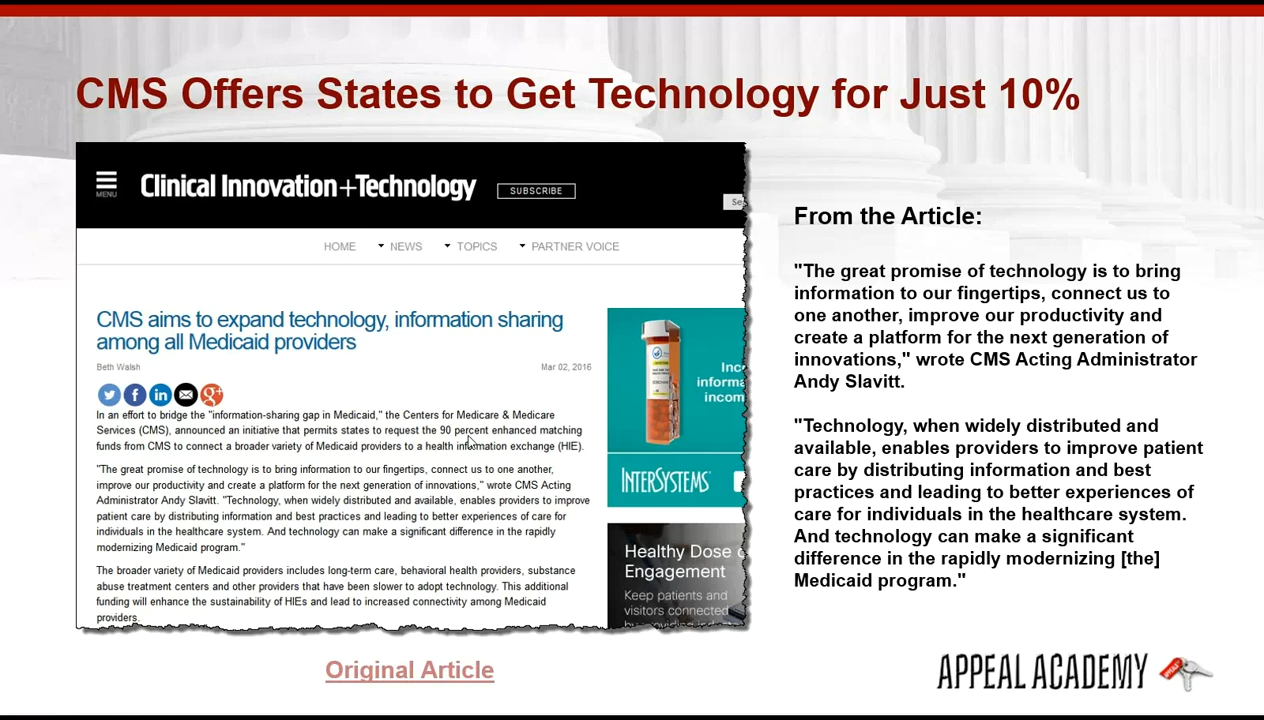 CMS Offers States to Get Technology for Just 10%
MENU
Clinical Innovation+Technology
SUBSCRIBE
HOME
NEWS
TOPICS
PARTNER VOICE
CMS aims to expand technology, information sharing
among all Medicaid providers
Beth Walsh
Mar 02, 2016
In an effort to bridge the "information-sharing gap in Medicaid," the Centers for Medicare & Medicare
Services (CMS), announced an initiative that permits states to request the 90 percent enhanced matching
funds from CMS to connect a broader variety of Medicaid providers to a health information exchange (HIE).
"The great promise of technology is to bring information to our fingertips, connect us to one another,
improve our productivity and create a platform for the next generation of innovations," wrote CMS Acting
Administrator Andy Slavitt. "Technology, when widely distributed and available, enables providers to improve
patient care by distributing information and best practices and leading to better experiences of care for
individuals in the healthcare system. And technology can make a significant difference in the rapidly
modernizing Medicaid program."
The broader variety of Medicaid providers includes long-term care, behavioral health providers, substance
abuse treatment centers and other providers that have been slower to adopt technology. This additional
funding will enhance the sustainability of HIEs and lead to increased connectivity among Medicaid
providers.
INTERSYSTEMS
Healthy Dose
Engagement
Keep patients and
visitors connected
Original Article
From the Article:
"The great promise of technology is to bring
information to our fingertips, connect us to
one another, improve our productivity and
create a platform for the next generation of
innovations," wrote CMS Acting Administrator
Andy Slavitt.
"Technology, when widely distributed and
available, enables providers to improve patient
care by distributing information and best
practices and leading to better experiences of
care for individuals in the healthcare system.
And technology can make a significant
difference in the rapidly modernizing [the]
Medicaid program."
APPEAL ACADEMY